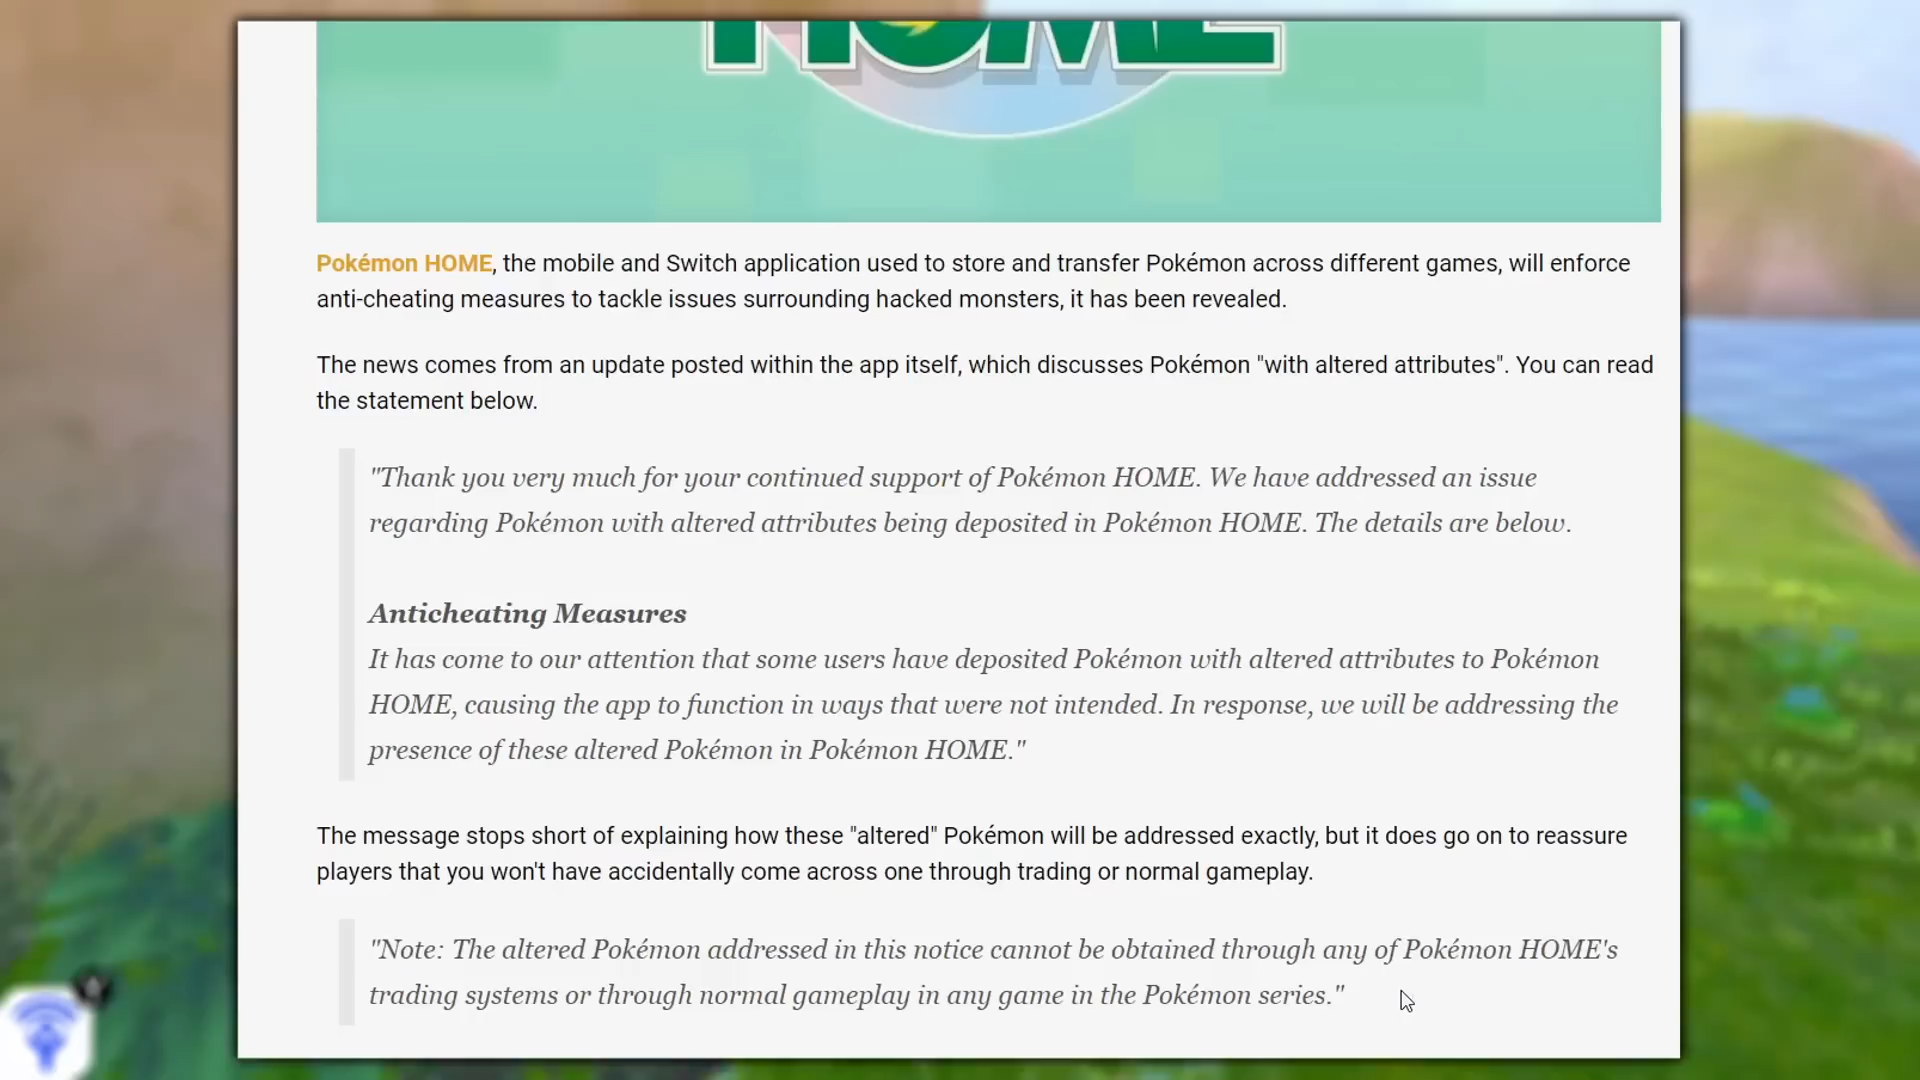 HOME
Pokémon HOME, the mobile and Switch application used to store and transfer Pokémon across different games, will enforce
anti-cheating measures to tackle issues surrounding hacked monsters, it has been revealed.
The news comes from an update posted within the app itself, which discusses Pokémon "with altered attributes". You can read
the statement below.
"Thank you very much for your continued support of Pokémon HOME. We have addressed an issue
regarding Pokémon with altered attributes being deposited in Pokémon HOME. The details are below.
Anticheating Measures
It has come to our attention that some users have deposited Pokémon with altered attributes to Pokémon
HOME, causing the app to function in ways that were not intended. In response, we will be addressing the
presence of these altered Pokémon in Pokémon HOME."
The message stops short of explaining how these "altered" Pokémon will be addressed exactly, but it does go on to reassure
players that you won't have accidentally come across one through trading or normal gameplay.
"Note: The altered Pokémon addressed in this notice cannot be obtained through any of Pokémon HOME's
trading systems or through normal gameplay in any game in the Pokémon series."